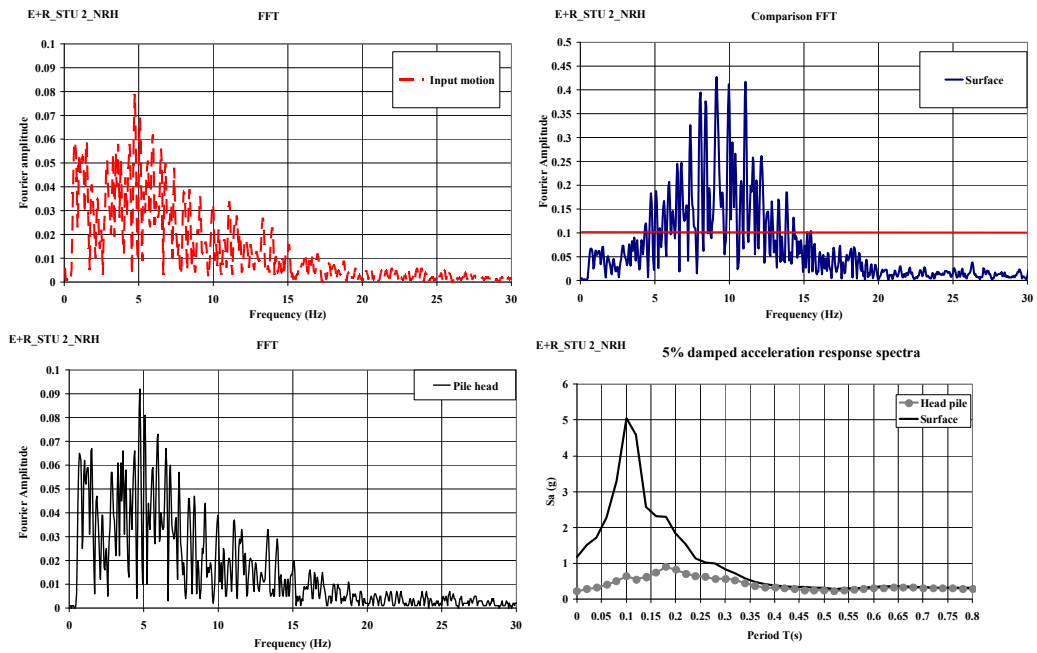 E+R_STU 2_NRH
FFT
0.1
0.09
0.08
0.07
0.06
0.05
0.04
0.03
0.02
0.01
0
Fourier amplitude
Input motion
0 5 10 15 20 25 30
Frequency (Hz)
E+R_STU 2_NRH
Comparison FFT
0.5
0.45
0.4
0.35
0.3
0.25
0.2
0.15
0.1
0.05
0
Fourier Amplitude
Surface
0 5 10 15 20 25 30
Frequency (Hz)
E+R_STU 2_NRH
FFT
0.1
0.09
0.08
0.07
0.06
0.05
0.04
0.03
0.02
0.01
0
Fourier Amplitude
Pile head
0 5 10 15 20 25 30
Frequency (Hz)
E+R_STU 2_NRH
5% damped acceleration response spectra
6
5
4
3
2
1
0
Sa (g)
Head pile
Surface
0 0.05 0.1 0.15 0.2 0.25 0.3 0.35 0.4 0.45 0.5 0.55 0.6 0.65 0.7 0.75 0.8
Period T(s)